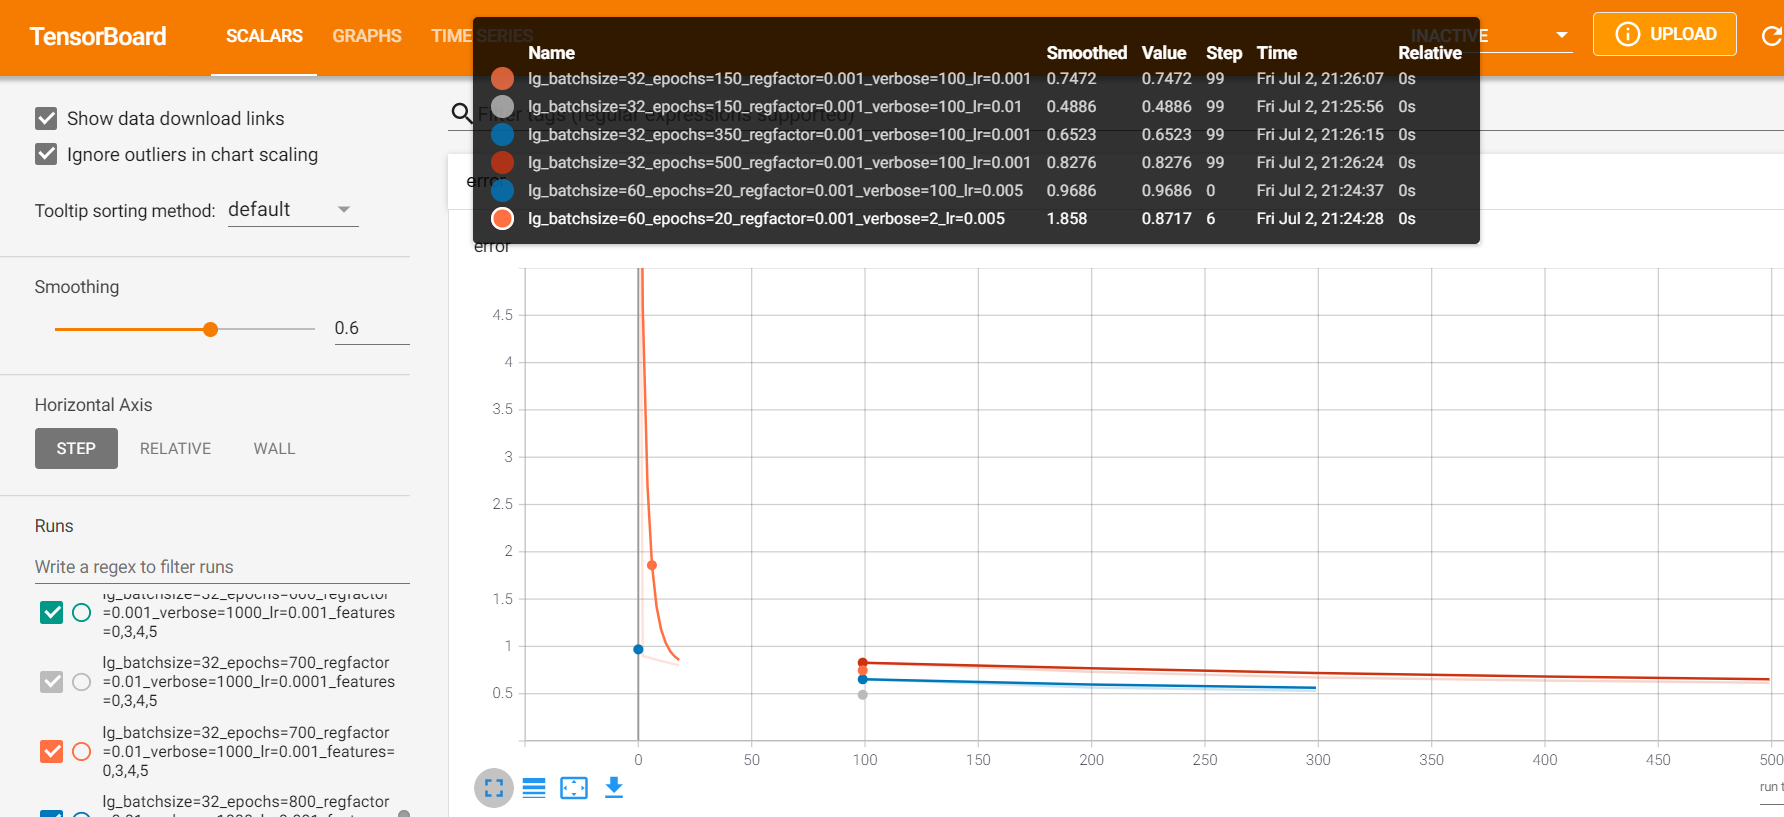 TensorBoard
SCALARS
GRAPHS
TIME SERIES
INACTIVE
UPLOAD
Name Smoothed Value Step Time Relative
lg_batchsize=32_epochs=150_regfactor=0.001_verbose=100_lr=0.001 0.7472 0.7472 99 Fri Jul 2, 21:26:07 0s
lg_batchsize=32_epochs=150_regfactor=0.001_verbose=100_lr=0.01 0.4886 0.4886 99 Fri Jul 2, 21:25:56 0s
lg_batchsize=32_epochs=350_regfactor=0.001_verbose=100_lr=0.001 0.6523 0.6523 99 Fri Jul 2, 21:26:15 0s
lg_batchsize=32_epochs=500_regfactor=0.001_verbose=100_lr=0.001 0.8276 0.8276 99 Fri Jul 2, 21:26:24 0s
lg_batchsize=60_epochs=20_regfactor=0.001_verbose=100_lr=0.005 0.9686 0.9686 0 Fri Jul 2, 21:24:37 0s
lg_batchsize=60_epochs=20_regfactor=0.001_verbose=2_lr=0.005 1.858 0.8717 6 Fri Jul 2, 21:24:28 0s
Show data download links
Ignore outliers in chart scaling
Tooltip sorting method: default
Smoothing
0.6
Horizontal Axis
STEP RELATIVE WALL
Runs
Write a regex to filter runs
lg_batchsize=32_epochs=600_regfactor
=0.001_verbose=1000_lr=0.001_features
=0,3,4,5
lg_batchsize=32_epochs=700_regfactor
=0.01_verbose=1000_lr=0.0001_features
=0,3,4,5
lg_batchsize=32_epochs=700_regfactor
=0.01_verbose=1000_lr=0.001_features=
0,3,4,5
lg_batchsize=32_epochs=800_regfactor
Filter tags (regular expressions supported)
error
error
4.5
4
3.5
3
2.5
2
1.5
1
0.5
0 50 100 150 200 250 300 350 400 450 500
run